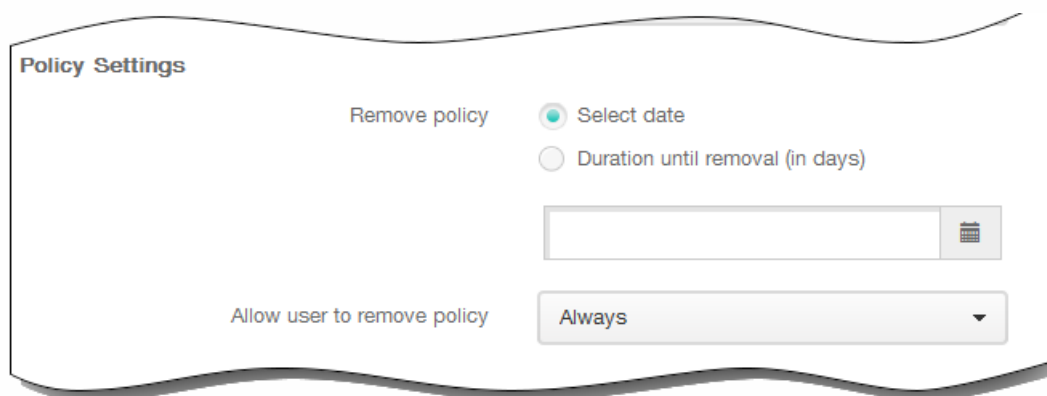 Policy Settings
Remove policy
Select date
Duration until removal (in days)
Allow user to remove policy
Always